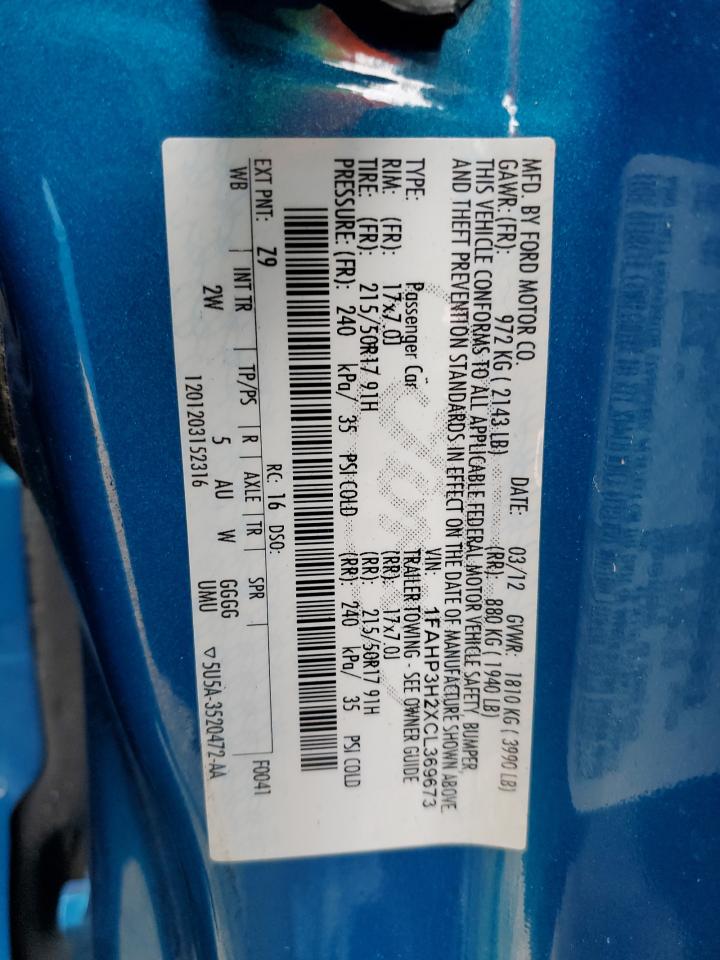 MFD. BY FORD MOTOR CO.
DATE: 03/12 GVWR: 1810 KG ( 3990 LB)
GAWR: (FR): 972 KG ( 2143 LB) (RR): 880 KG ( 1940 LB)
THIS VEHICLE CONFORMS TO ALL APPLICABLE FEDERAL MOTOR VEHICLE SAFETY, BUMPER,
AND THEFT PREVENTION STANDARDS IN EFFECT ON THE DATE OF MANUFACTURE SHOWN ABOVE.
VIN: 1FAHP3H2XCL369673
TYPE: Passenger Car TRAILER TOWING - SEE OWNER GUIDE
RIM: (FR): 17x7.0J (RR): 17x7.0J
TIRE: (FR): 215/50R17 91H (RR): 215/50R17 91H
PRESSURE: (FR): 240 kPa/ 35 PSI COLD (RR): 240 kPa/ 35 PSI COLD
EXT PNT: Z9 RC: 16 DSO: F0041
WB | INT TR | TP/PS | R | AXLE | TR | SPR
2W 5 AU W GGGG
UMU
1201203152316 ▽5U5A-3520472-AA